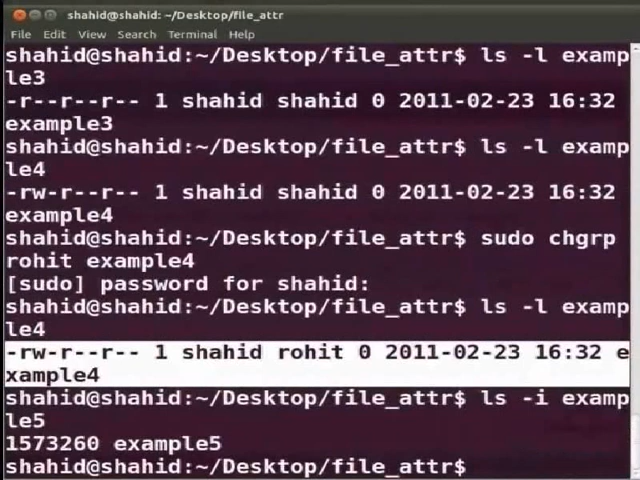 shahid@shahid: ~/Desktop/file_attr
File Edit View Search Terminal Help
shahid@shahid:~/Desktop/file_attr$ ls -l examp
le3
-r--r--r-- 1 shahid shahid 0 2011-02-23 16:32
example3
shahid@shahid:~/Desktop/file_attr$ ls -l examp
le4
-rw-r--r-- 1 shahid shahid 0 2011-02-23 16:32
example4
shahid@shahid:~/Desktop/file_attr$ sudo chgrp
rohit example4
[sudo] password for shahid:
shahid@shahid:~/Desktop/file_attr$ ls -l examp
le4
-rw-r--r-- 1 shahid rohit 0 2011-02-23 16:32 e
xample4
shahid@shahid:~/Desktop/file_attr$ ls -i examp
le5
1573260 example5
shahid@shahid:~/Desktop/file_attr$